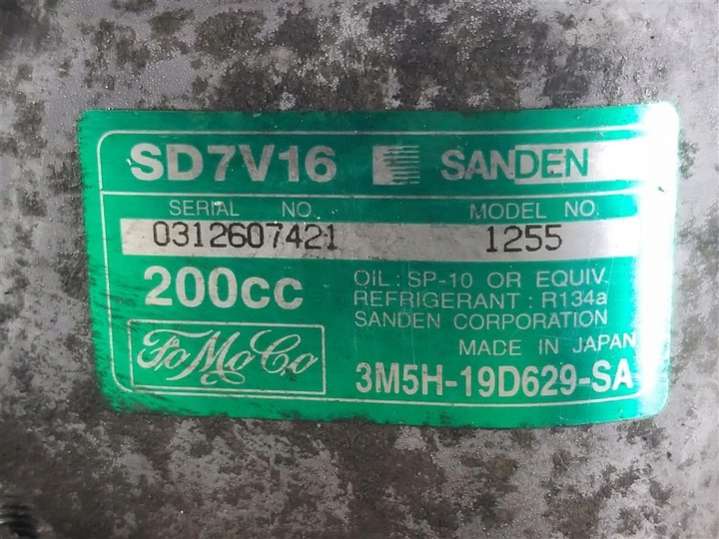 SD7V16 SANDEN
SERIAL NO. MODEL NO.
0312607421 1255
200cc
OIL : SP-10 OR EQUIV.
REFRIGERANT : R134a
SANDEN CORPORATION
MADE IN JAPAN
FoMoCo
3M5H-19D629-SA